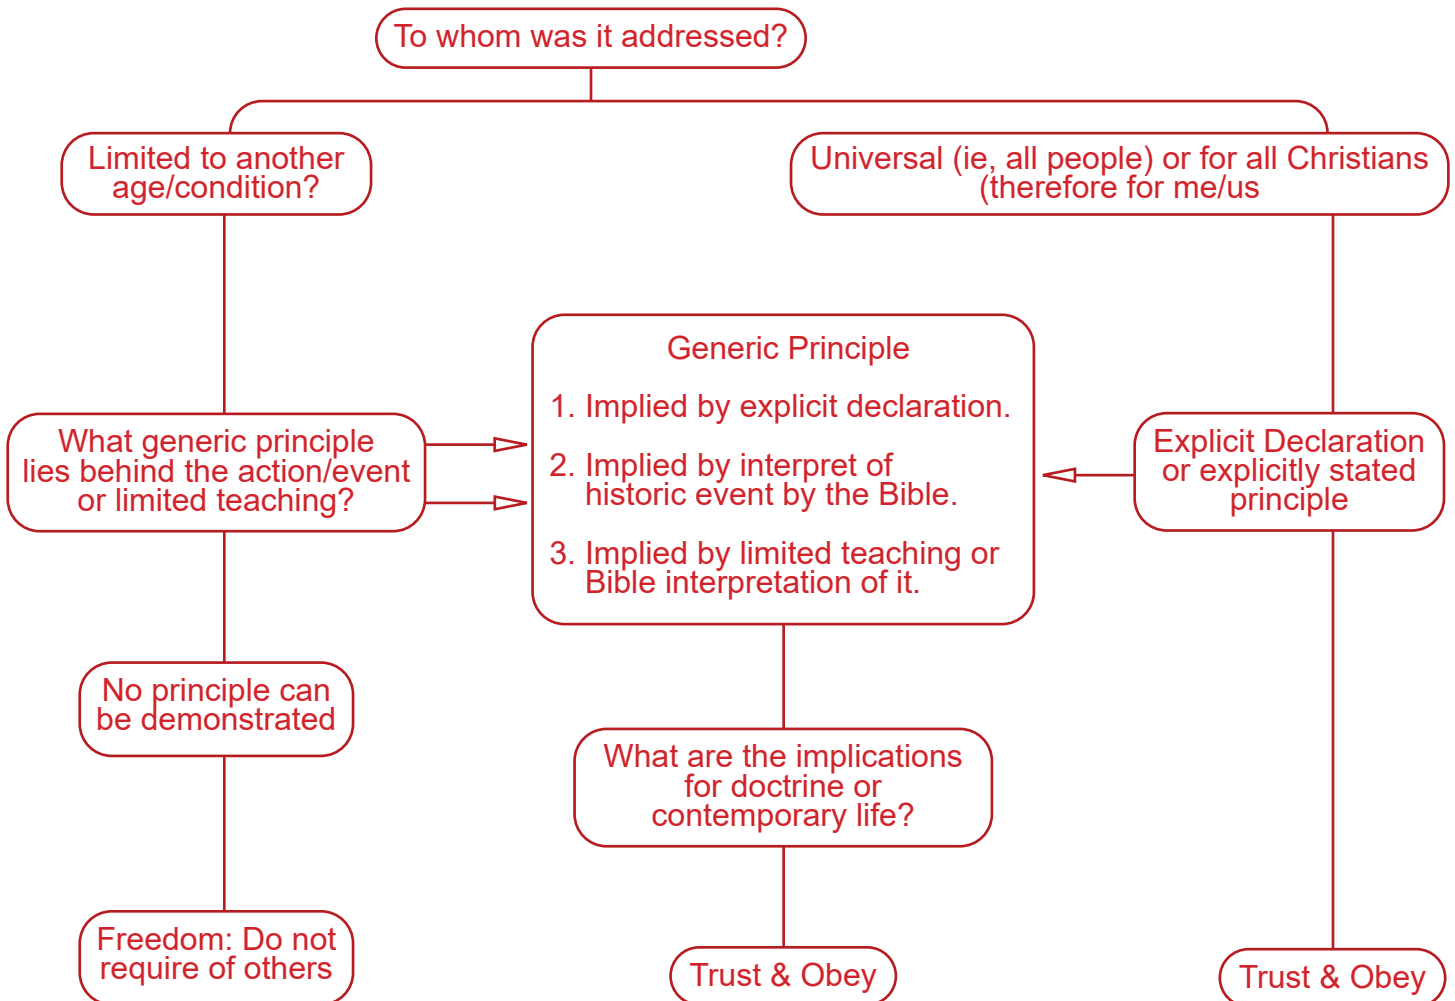 To whom was it addressed?
Limited to another
age/condition?
Universal (ie, all people) or for all Christians
(therefore for me/us
Generic Principle
1. Implied by explicit declaration.
2. Implied by interpret of
historic event by the Bible.
3. Implied by limited teaching or
Bible interpretation of it.
What generic principle
lies behind the action/event
or limited teaching?
Explicit Declaration
or explicitly stated
principle
No principle can
be demonstrated
What are the implications
for doctrine or
contemporary life?
Freedom: Do not
require of others
Trust & Obey
Trust & Obey